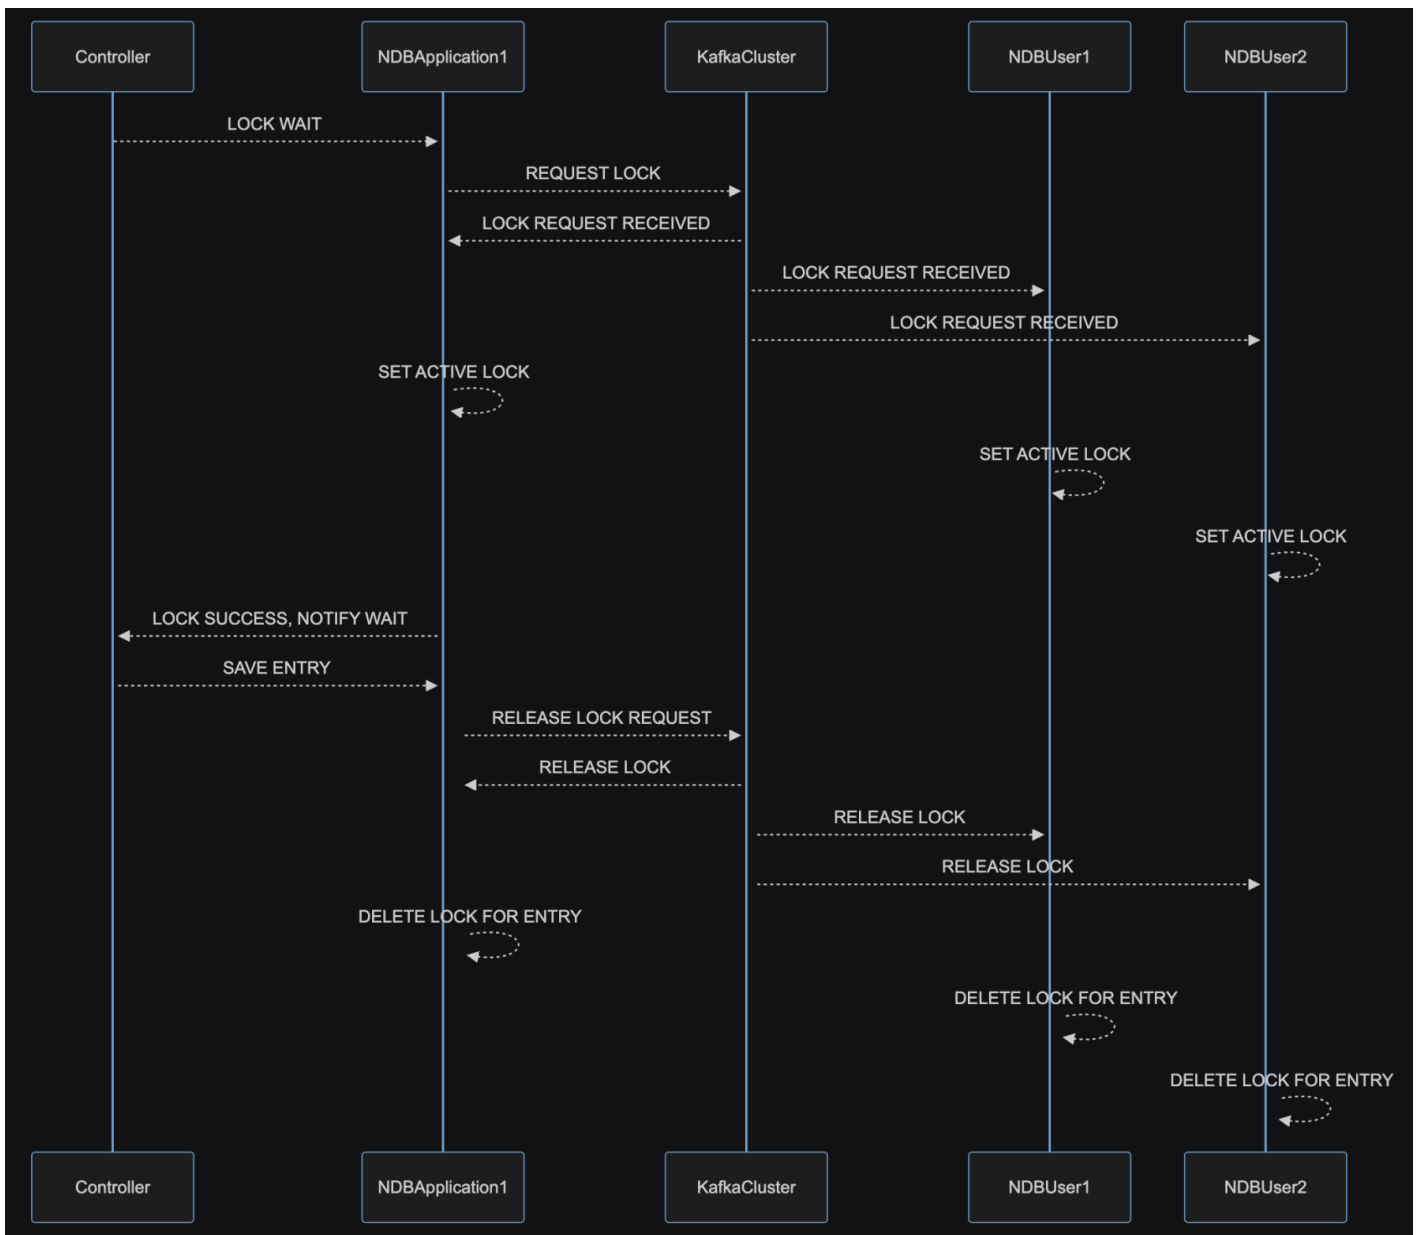 Controller
NDBApplication1
KafkaCluster
NDBUser1
NDBUser2
LOCK WAIT
REQUEST LOCK
LOCK REQUEST RECEIVED
LOCK REQUEST RECEIVED
LOCK REQUEST RECEIVED
SET ACTIVE LOCK
SET ACTIVE LOCK
SET ACTIVE LOCK
LOCK SUCCESS, NOTIFY WAIT
SAVE ENTRY
RELEASE LOCK REQUEST
RELEASE LOCK
RELEASE LOCK
RELEASE LOCK
DELETE LOCK FOR ENTRY
DELETE LOCK FOR ENTRY
DELETE LOCK FOR ENTRY
Controller
NDBApplication1
KafkaCluster
NDBUser1
NDBUser2